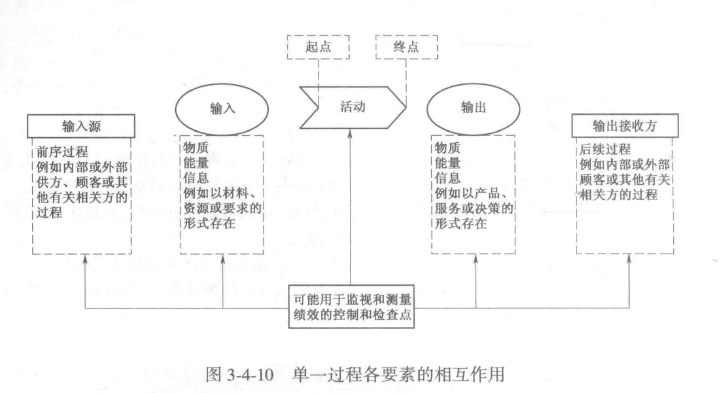 起点
终点
输入源
输入
活动
输出
输出接收方
前序过程
例如内部或外部
供方、顾客或其
他有关相关方的
过程
物质
能量
信息
例如以材料、
资源或要求的
形式存在
物质
能量
信息
例如以产品、
服务或决策的
形式存在
后续过程
例如内部或外部
顾客或其他有关
相关方的过程
可能用于监视和测量
绩效的控制和检查点
图 3-4-10 单一过程各要素的相互作用